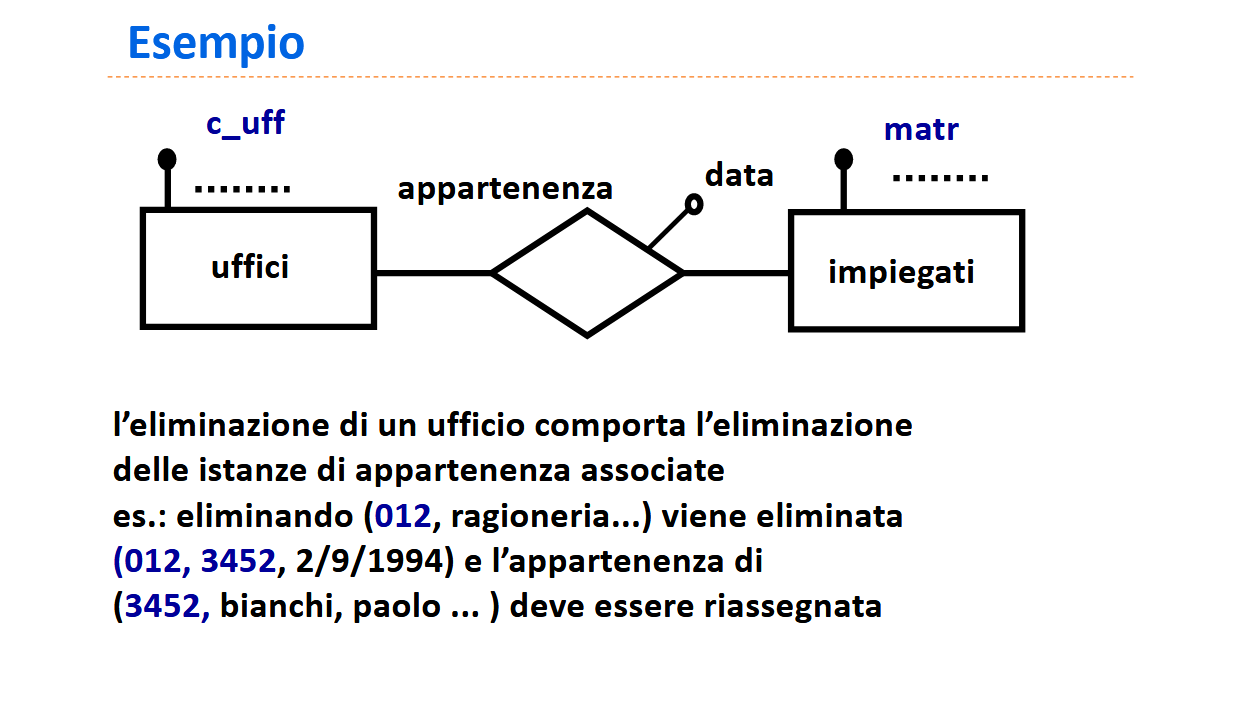 Esempio
c_uff
matr
........
appartenenza
data
........
uffici
impiegati
l’eliminazione di un ufficio comporta l’eliminazione
delle istanze di appartenenza associate
es.: eliminando (012, ragioneria...) viene eliminata
(012, 3452, 2/9/1994) e l’appartenenza di
(3452, bianchi, paolo ... ) deve essere riassegnata